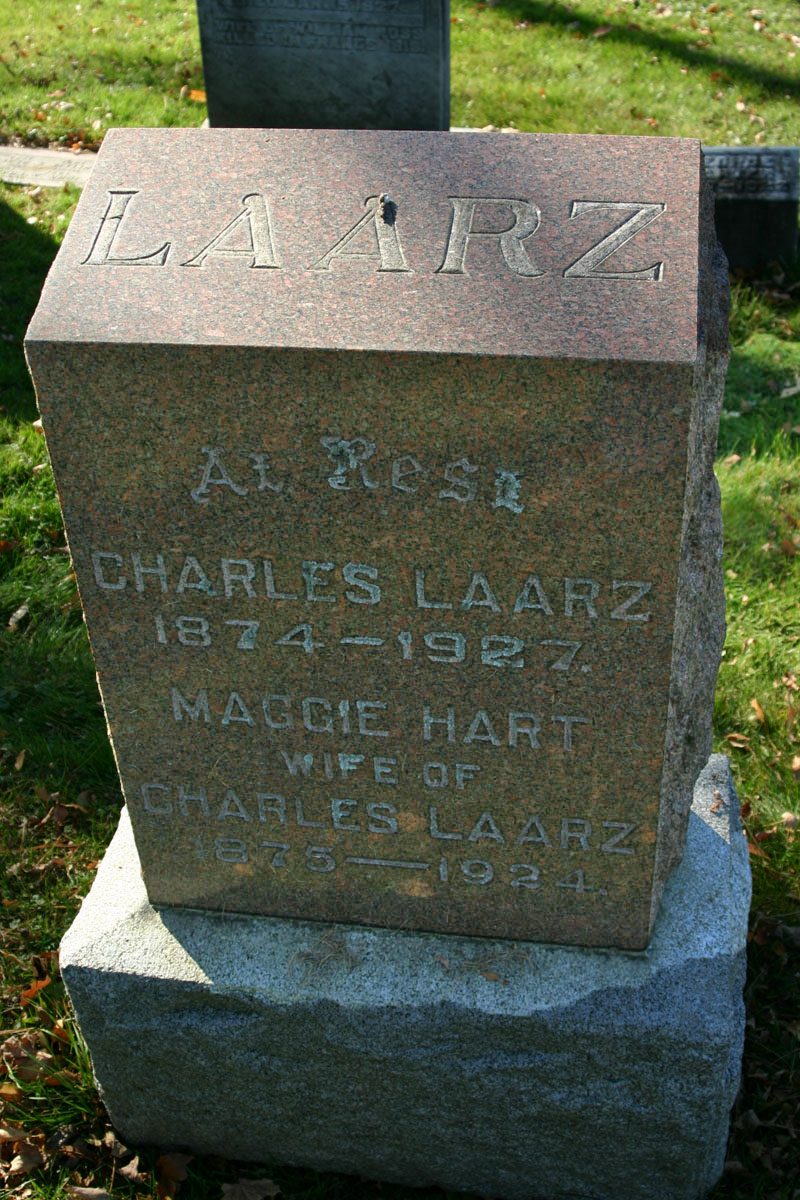 LAARZ
At Rest
CHARLES LAARZ
1874-1927.
MAGGIE HART
WIFE OF
CHARLES LAARZ
1875-1924.